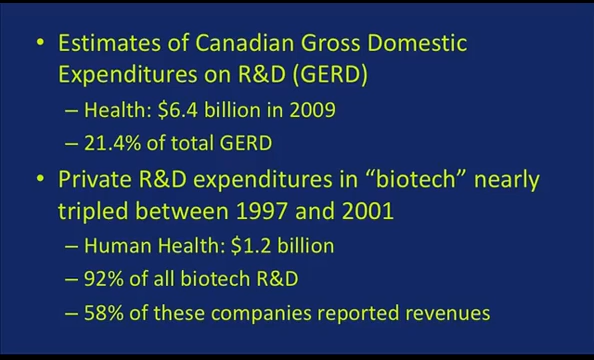 • Estimates of Canadian Gross Domestic
Expenditures on R&D (GERD)
– Health: $6.4 billion in 2009
– 21.4% of total GERD
• Private R&D expenditures in “biotech” nearly
tripled between 1997 and 2001
– Human Health: $1.2 billion
– 92% of all biotech R&D
– 58% of these companies reported revenues